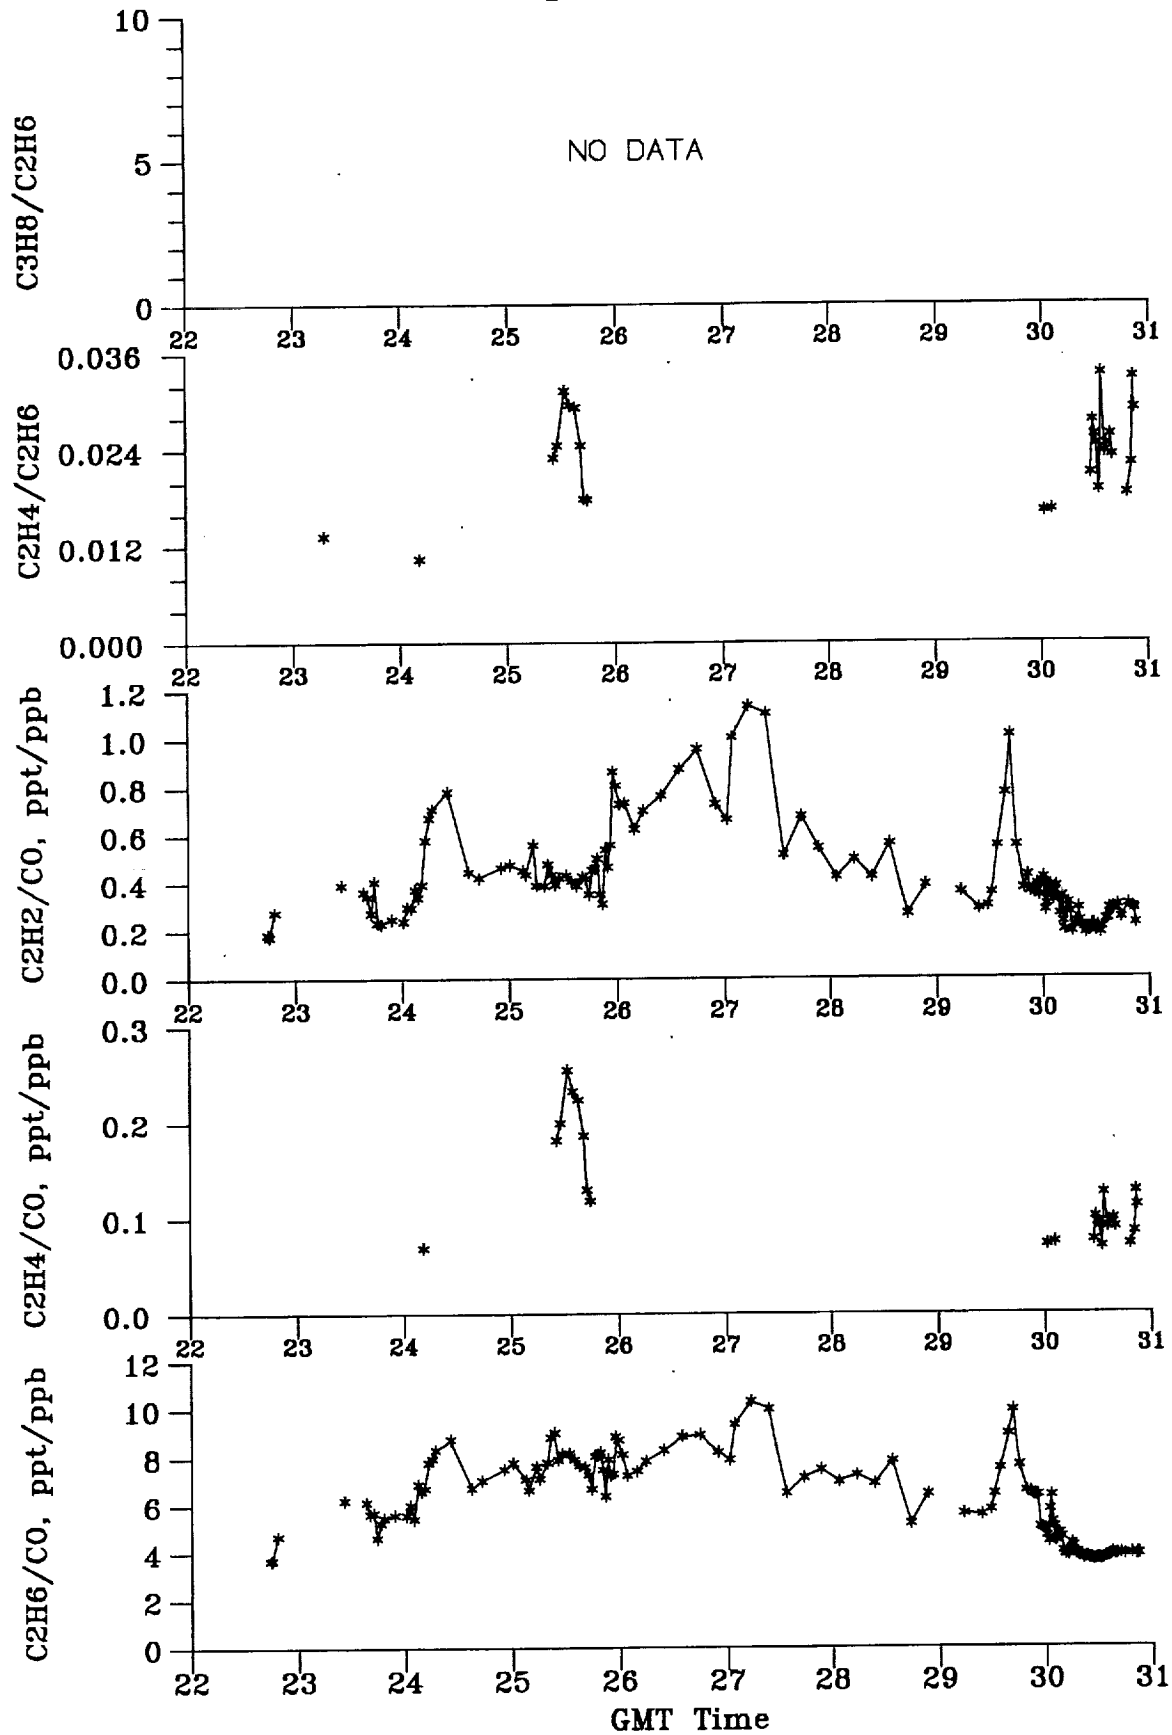 C3H8/C2H6
10
5
0
NO DATA
22 23 24 25 26 27 28 29 30 31
C2H4/C2H6
0.036
0.024
0.012
0.000
22 23 24 25 26 27 28 29 30 31
C2H2/CO, ppt/ppb
1.2
1.0
0.8
0.6
0.4
0.2
0.0
22 23 24 25 26 27 28 29 30 31
C2H4/CO, ppt/ppb
0.3
0.2
0.1
0.0
22 23 24 25 26 27 28 29 30 31
C2H6/CO, ppt/ppb
12
10
8
6
4
2
0
22 23 24 25 26 27 28 29 30 31
GMT Time